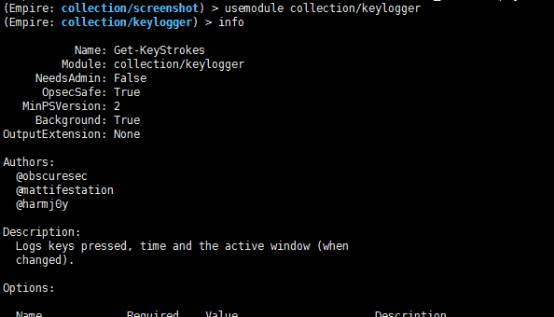 (Empire: collection/screenshot) > usemodule collection/keylogger
(Empire: collection/keylogger) > info
Name: Get-KeyStrokes
Module: collection/keylogger
NeedsAdmin: False
OpsecSafe: True
MinPSVersion: 2
Background: True
OutputExtension: None
Authors:
@obscuresec
@mattifestation
@harmj0y
Description:
Logs keys pressed, time and the active window (when
changed).
Options:
Name Required Value Description